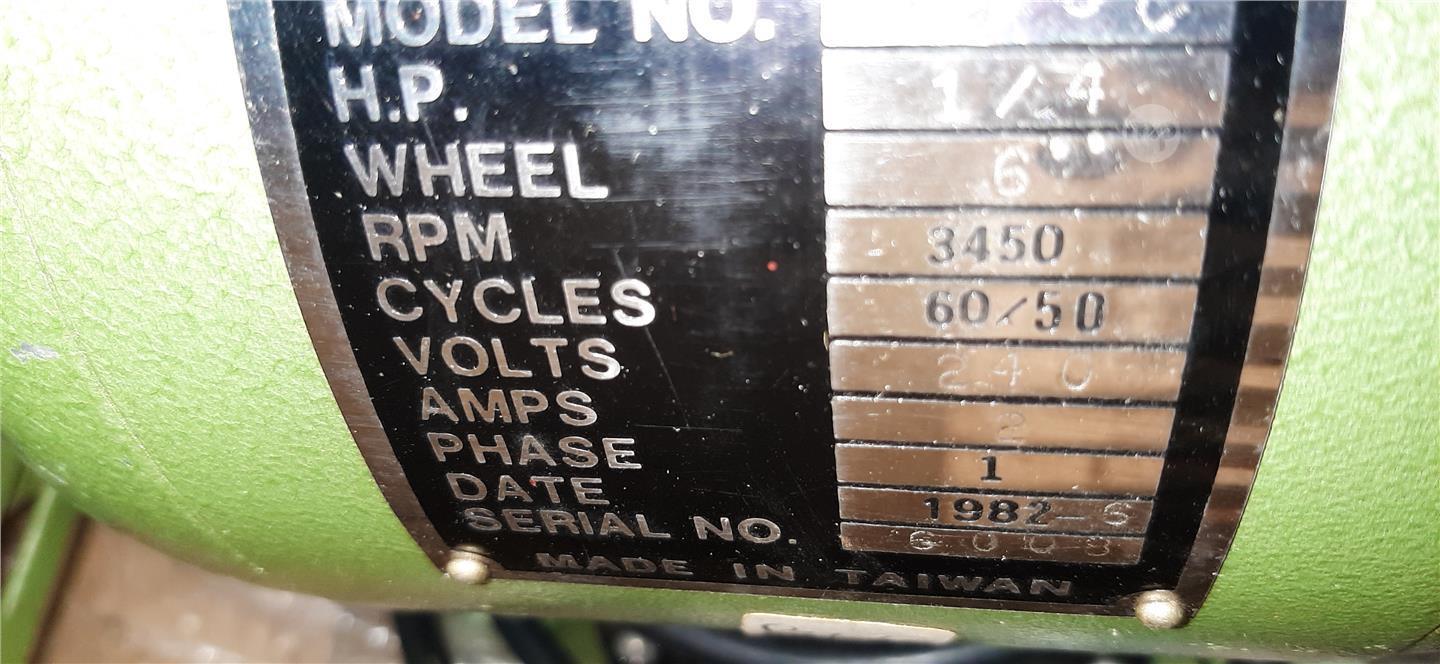 MODEL NO.
H.P. 1/4
WHEEL 6
RPM 3450
CYCLES 60/50
VOLTS 240
AMPS 2
PHASE 1
DATE 1982-5
SERIAL NO.
MADE IN TAIWAN